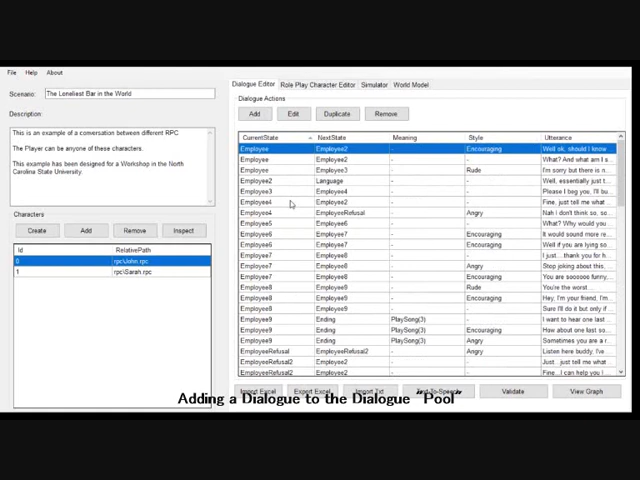 File Help About
Scenario: The Loneliest Bar in the World
Description:
This is an example of a conversation between different RPC
The Player can be anyone of these characters.
This example has been designed for a Workshop in the North
Carolina State University.
Characters
Create Add Remove Inspect
Id RelativePath
0 rpc\John.rpc
1 rpc\Sarah.rpc
Dialogue Editor Role Play Character Editor Simulator World Model
Dialogue Actions
Add Edit Duplicate Remove
CurrentState NextState Meaning Style Utterance
Employee Employee2 - Encouraging Well ok, should I know ...
Employee Employee2 - - What? And what am I s...
Employee Employee3 - Rude I'm sorry but there is n...
Employee2 Language - - Well, essentially just t...
Employee3 Employee4 - - Please I beg you, I'll bu...
Employee4 Employee2 - - Fine, just tell me what ...
Employee4 EmployeeRefusal - Angry Nah I don't think so, so...
Employee5 Employee6 - - What? Why would you ...
Employee6 Employee7 - Encouraging It would sound more re...
Employee6 Employee7 - Encouraging Well if you are lying so...
Employee7 Employee8 - - I just....thank you for h...
Employee7 Employee8 - Angry Stop joking about this, ...
Employee7 Employee8 - Encouraging You are sooooooo funny...
Employee8 Employee9 - Rude You're the worst...
Employee8 Employee9 - Encouraging Hey, I'm your friend, I'm...
Employee8 Employee9 - - Sure I'll do it but only if ...
Employee9 Ending PlaySong(3) - I want to hear one last...
Employee9 Ending PlaySong(3) Encouraging How about one last so...
Employee9 Ending PlaySong(3) Angry Sometimes you are a r...
EmployeeRefusal EmployeeRefusal2 - Angry Listen here buddy. I've...
EmployeeRefusal2 Employee2 - - Just...just tell me what ...
EmployeeRefusal2 Employee2 - - Fine...I can help you I ...
Import Excel Export Excel Import Txt Text-To-Speech Validate View Graph
Adding a Dialogue to the Dialogue "Pool"